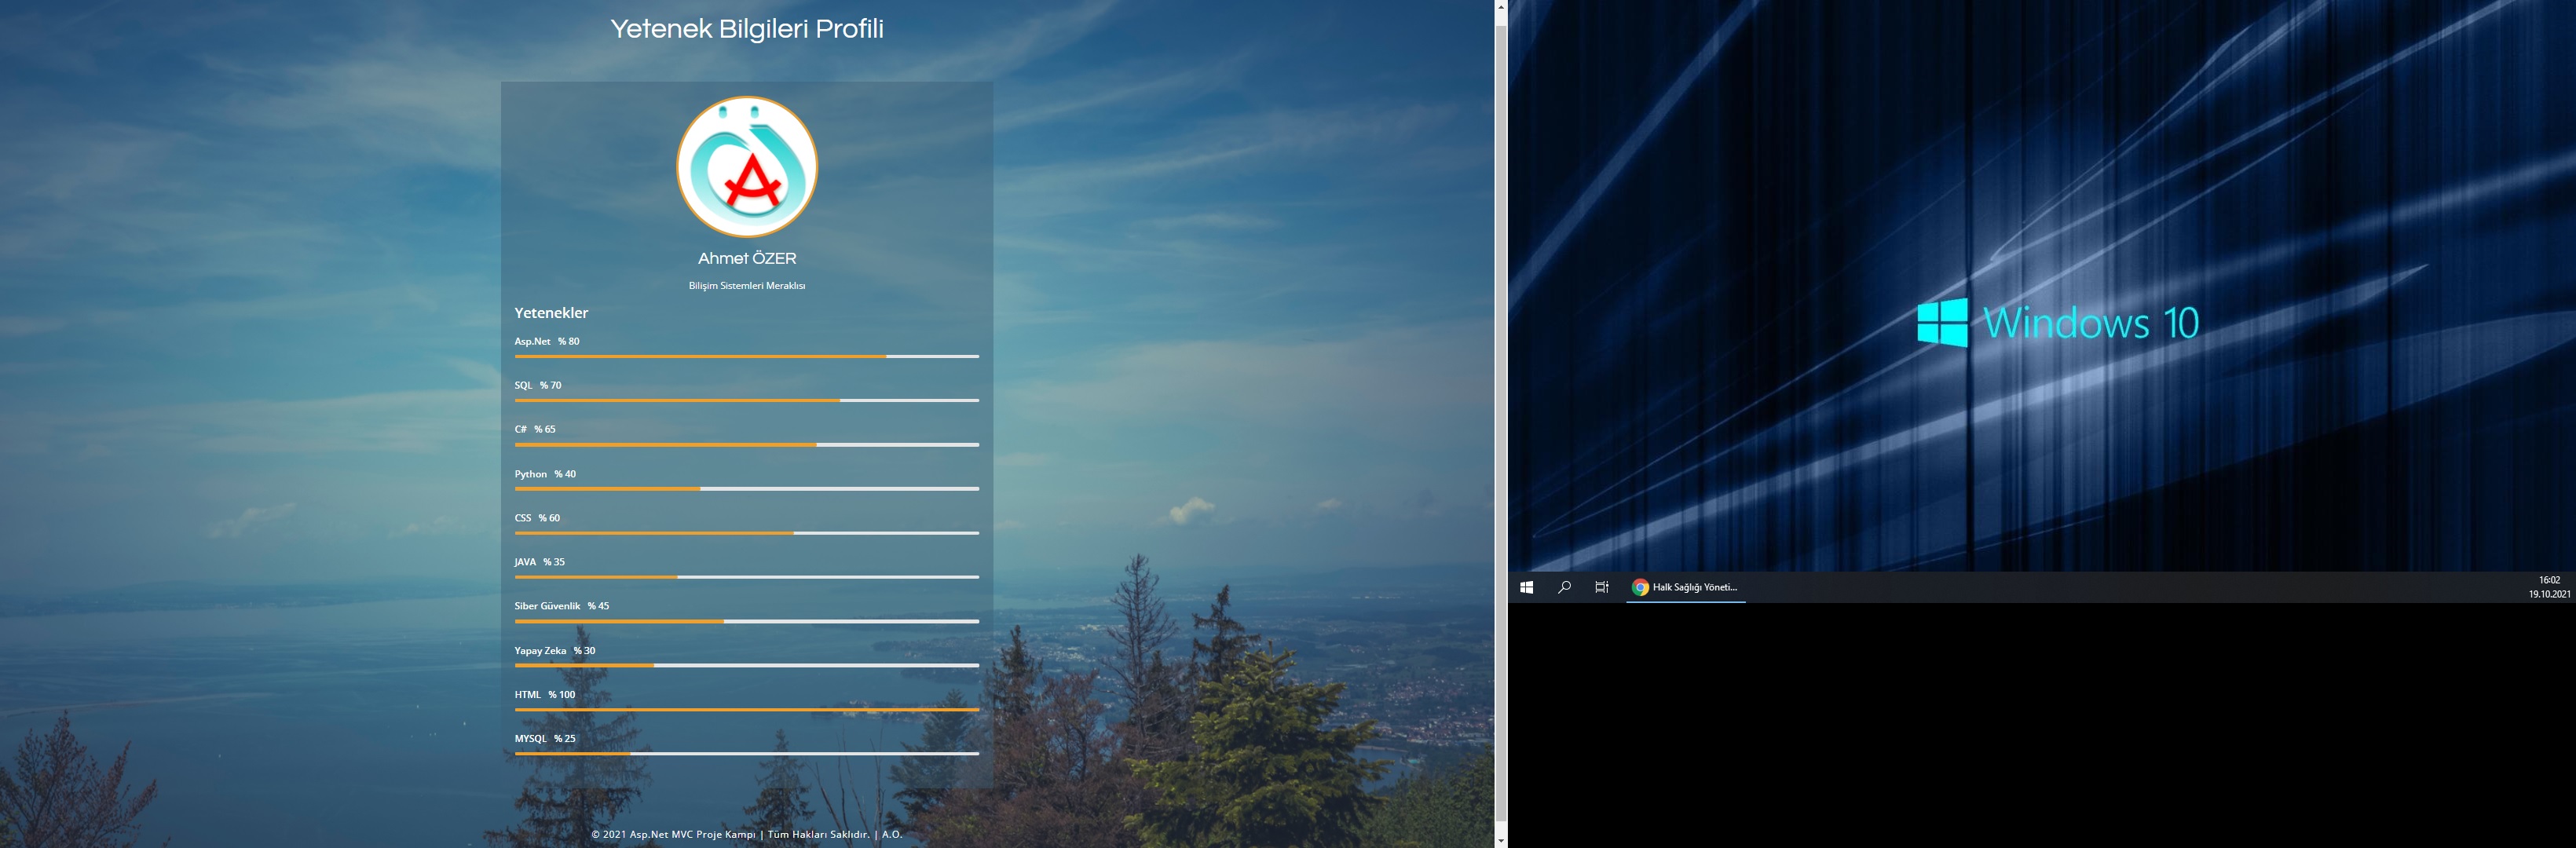 Yetenek Bilgileri Profili
Ahmet ÖZER
Bilişim Sistemleri Meraklısı
Yetenekler
Asp.Net % 80
SQL % 70
C# % 65
Python % 40
CSS % 60
JAVA % 35
Siber Güvenlik % 45
Yapay Zeka % 30
HTML % 100
MYSQL % 25
© 2021 Asp.Net MVC Proje Kampı | Tüm Hakları Saklıdır. | A.O.
Windows 10
Halk Sağlığı Yöneti...
16:02
19.10.2021